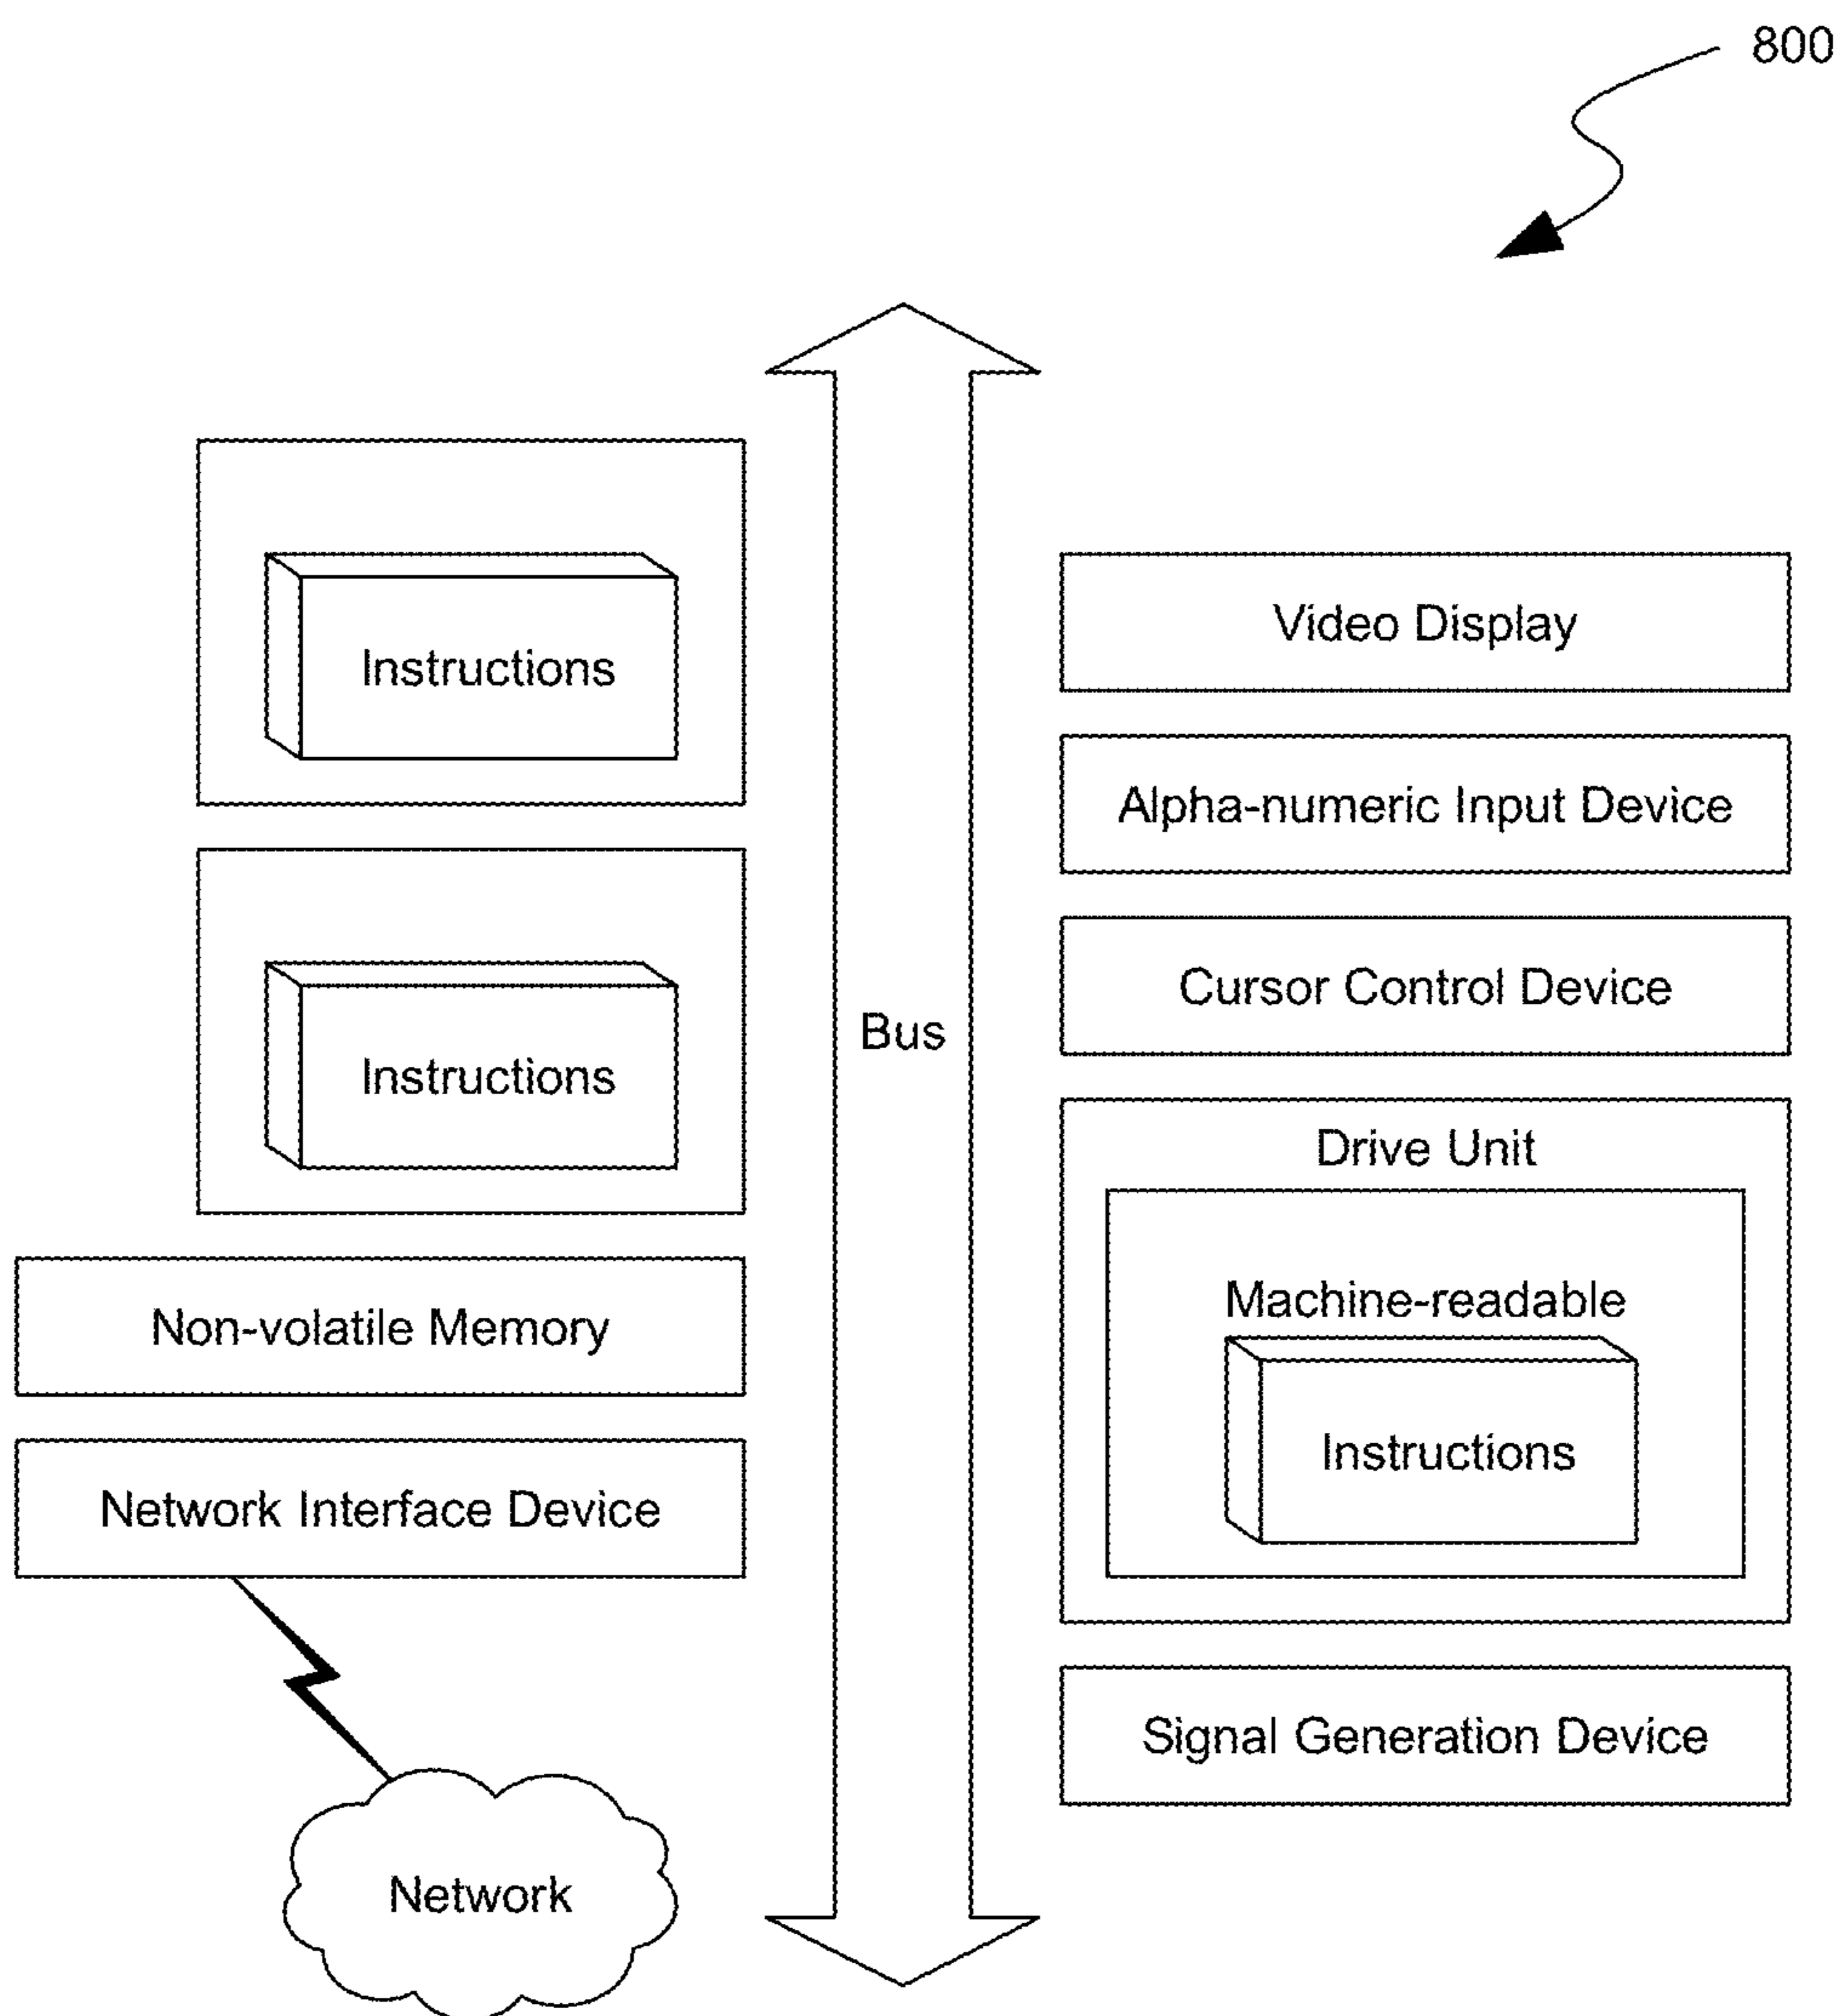 800
Instructions
Instructions
Non-volatile Memory
Network Interface Device
Network
Bus
Video Display
Alpha-numeric Input Device
Cursor Control Device
Drive Unit
Machine-readable
Instructions
Signal Generation Device